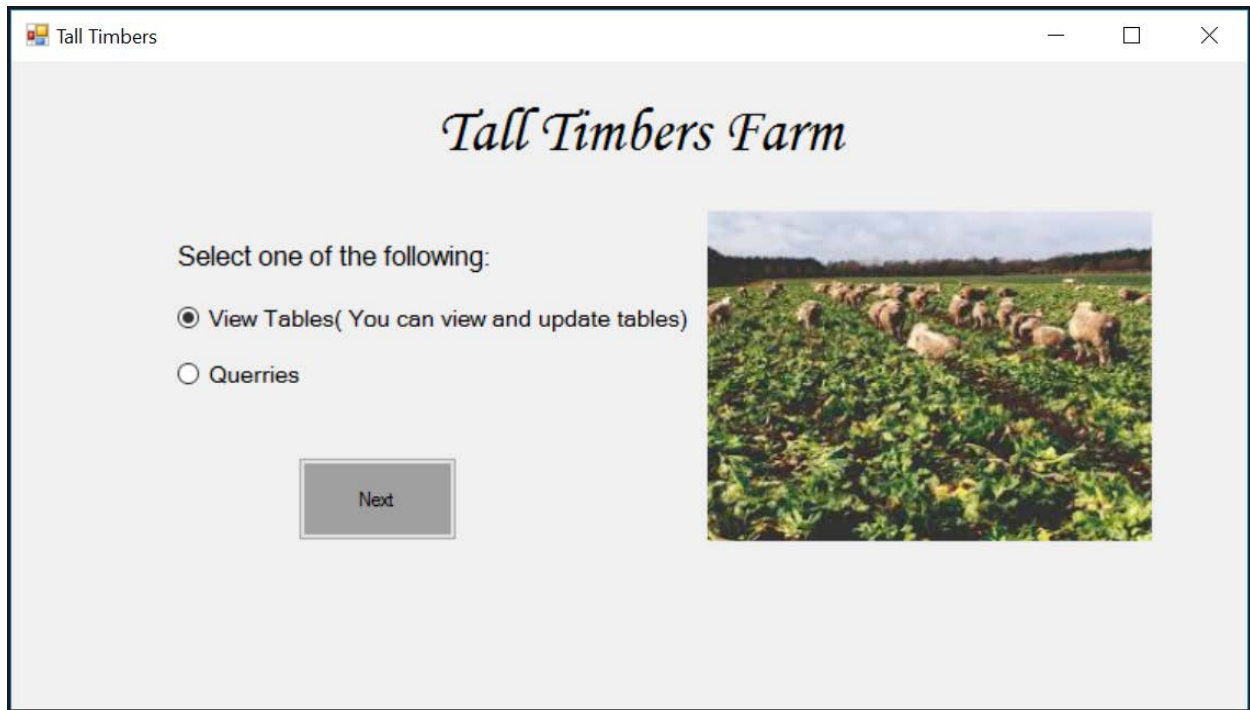 Tall Timbers
Tall Timbers Farm
Select one of the following:
View Tables( You can view and update tables)
Querries
Next